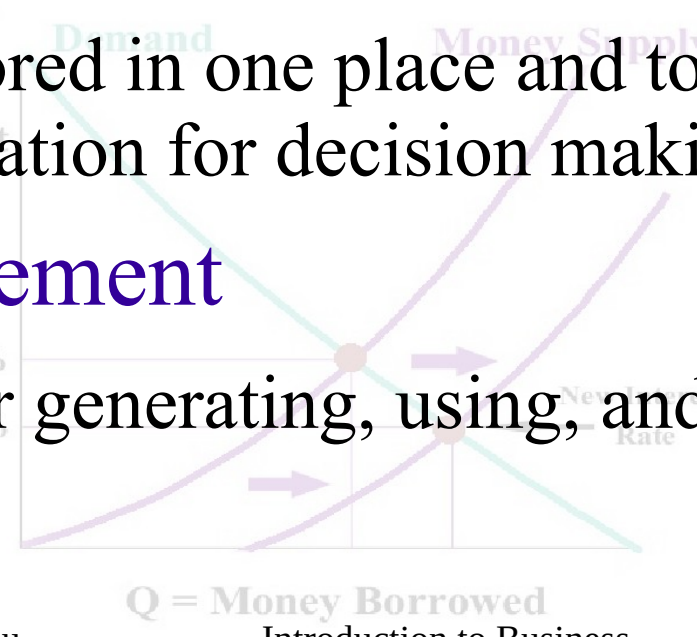 Demand Money Supply
ored in one place and to
ation for decision maki
ement
r generating, using, and
New Inter
Rate
Q = Money Borrowed
Introduction to Business